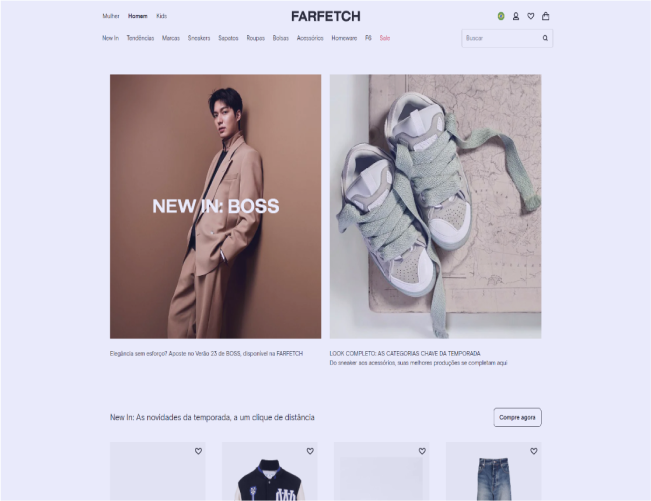 Mulher Homem Kids
FARFETCH
New In Tendências Marcas Sneakers Sapatos Roupas Bolsas Acessórios Homeware F6 Sale
Buscar
NEW IN: BOSS
Elegância sem esforço? Aposte no Verão 23 de BOSS, disponível na FARFETCH
LOOK COMPLETO: AS CATEGORIAS CHAVE DA TEMPORADA
Do sneaker aos acessórios, suas melhores produções se completam aqui
New In: As novidades da temporada, a um clique de distância
Compre agora